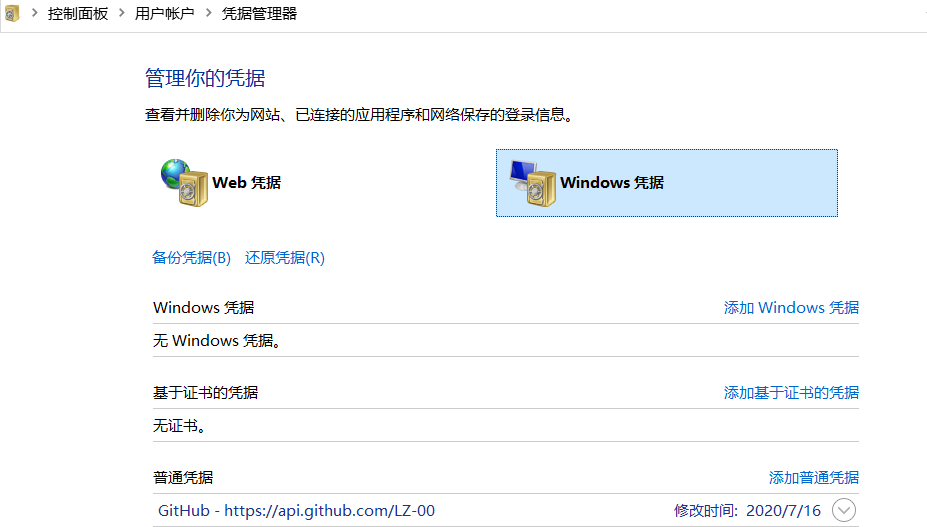 控制面板 > 用户帐户 > 凭据管理器
管理你的凭据
查看并删除你为网站、已连接的应用程序和网络保存的登录信息。
Web 凭据 Windows 凭据
备份凭据(B) 还原凭据(R)
Windows 凭据 添加 Windows 凭据
无 Windows 凭据。
基于证书的凭据 添加基于证书的凭据
无证书。
普通凭据 添加普通凭据
GitHub - https://api.github.com/LZ-00 修改时间: 2020/7/16